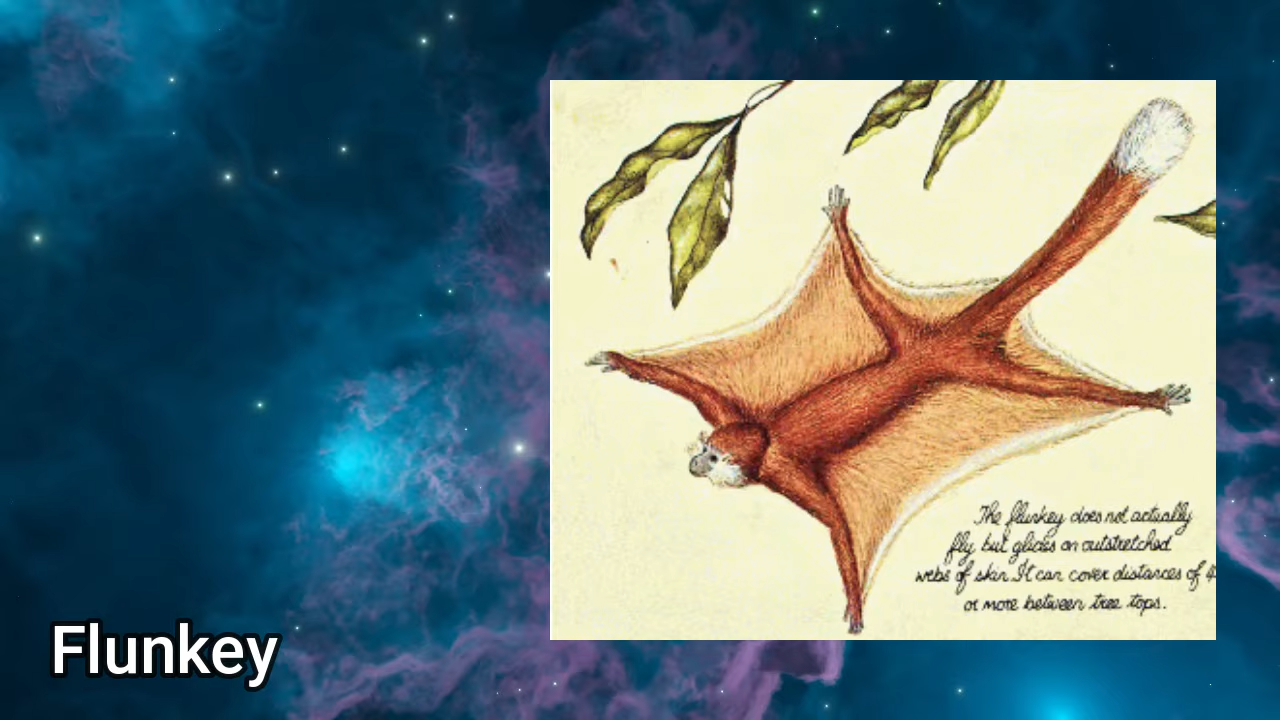 The flunkey does not actually
fly but glides on outstretched
webs of skin. It can cover distances of 4
or more between tree tops.
Flunkey